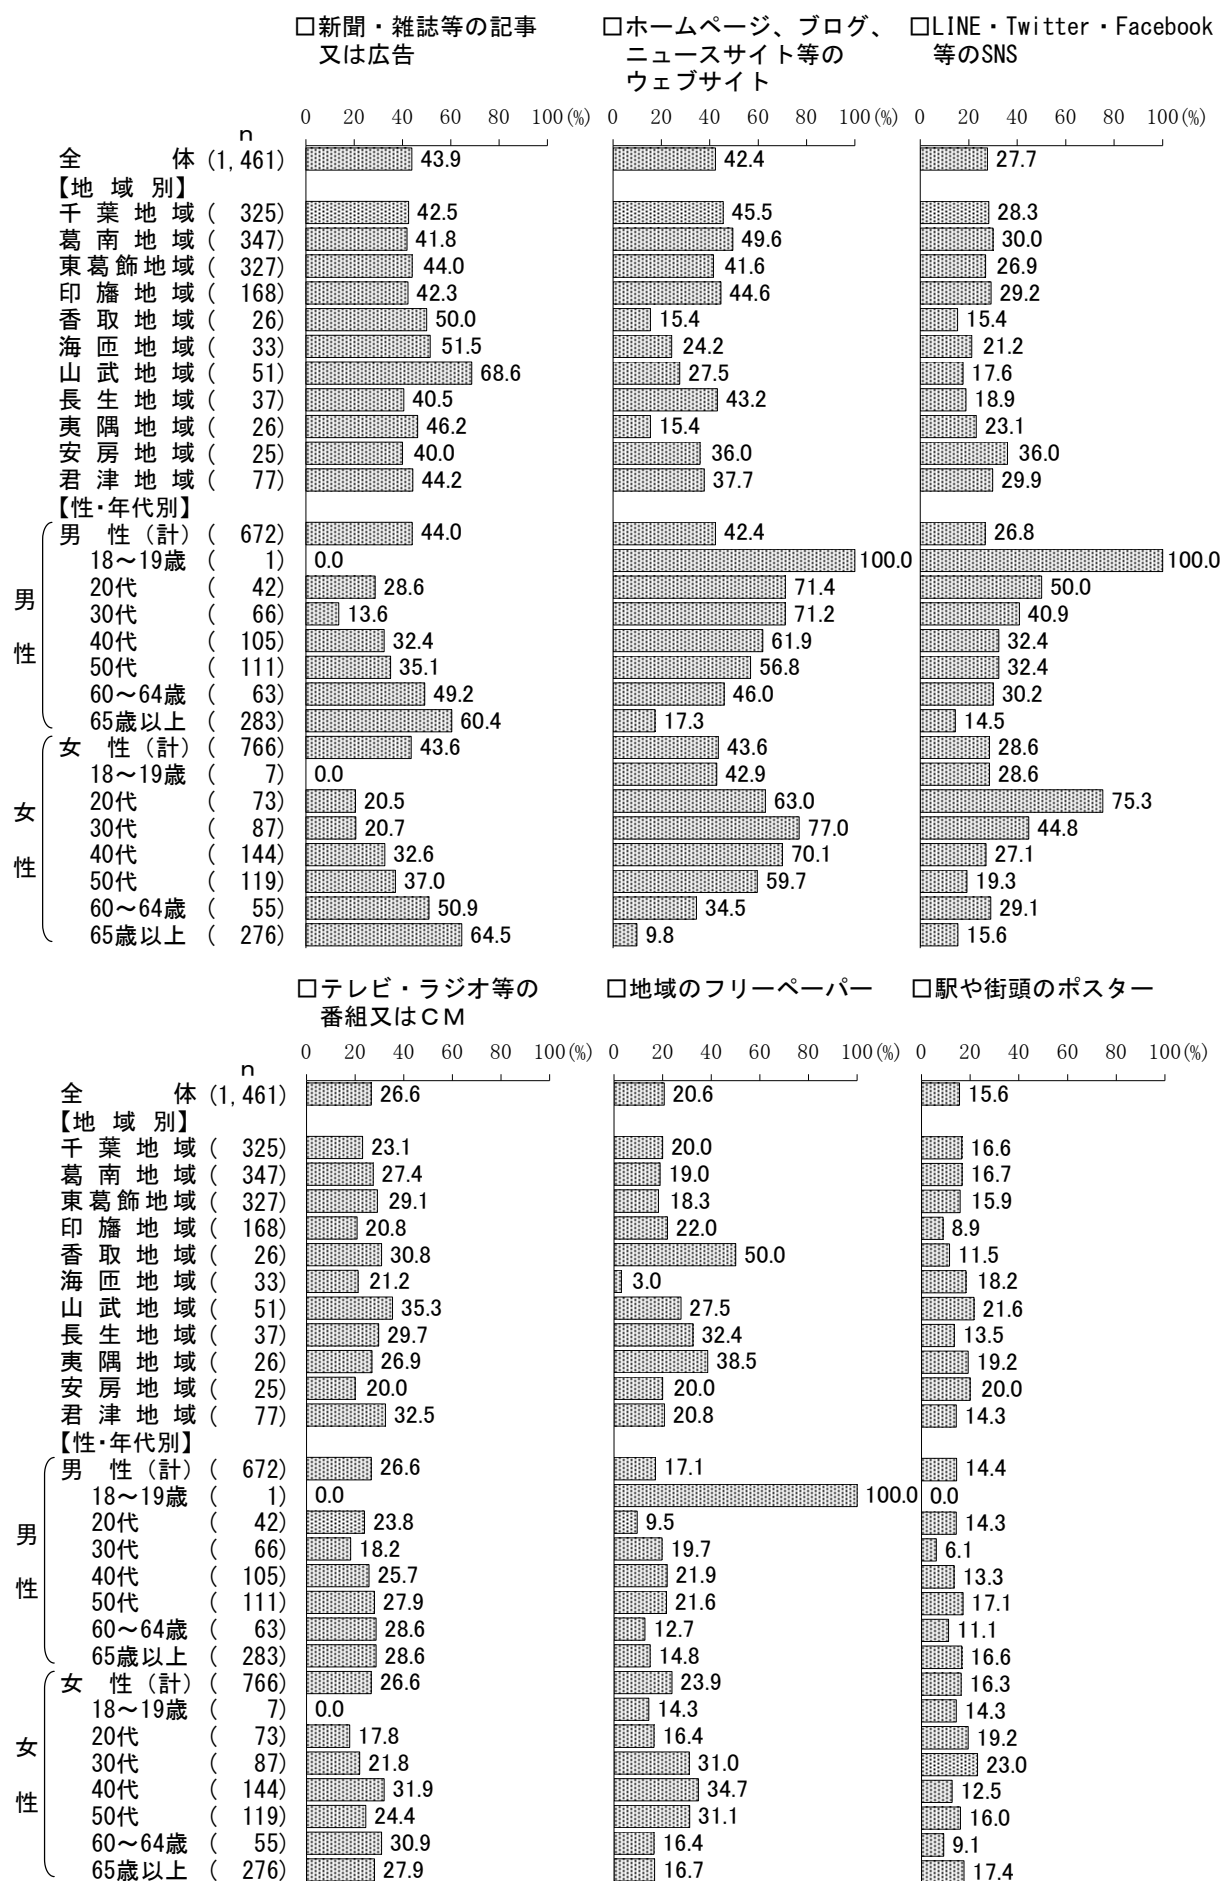 □新聞・雑誌等の記事 □ホームページ、ブログ、 □LINE・Twitter・Facebook
又は広告 ニュースサイト等の 等のSNS
ウェブサイト
0 20 40 60 80 100(%) 0 20 40 60 80 100(%) 0 20 40 60 80 100(%)
n
全体 (1,461) 43.9 42.4 27.7
【地域別】
千葉地域 ( 325) 42.5 45.5 28.3
葛南地域 ( 347) 41.8 49.6 30.0
東葛飾地域 ( 327) 44.0 41.6 26.9
印旛地域 ( 168) 42.3 44.6 29.2
香取地域 ( 26) 50.0 15.4 15.4
海匝地域 ( 33) 51.5 24.2 21.2
山武地域 ( 51) 68.6 27.5 17.6
長生地域 ( 37) 40.5 43.2 18.9
夷隅地域 ( 26) 46.2 15.4 23.1
安房地域 ( 25) 40.0 36.0 36.0
君津地域 ( 77) 44.2 37.7 29.9
【性・年代別】
男性(計) ( 672) 44.0 42.4 26.8
18~19歳 ( 1) 0.0 100.0 100.0
20代 ( 42) 28.6 71.4 50.0
男
30代 ( 66) 13.6 71.2 40.9
40代 ( 105) 32.4 61.9 32.4
性
50代 ( 111) 35.1 56.8 32.4
60~64歳 ( 63) 49.2 46.0 30.2
65歳以上 ( 283) 60.4 17.3 14.5
女性(計) ( 766) 43.6 43.6 28.6
18~19歳 ( 7) 0.0 42.9 28.6
20代 ( 73) 20.5 63.0 75.3
女
30代 ( 87) 20.7 77.0 44.8
40代 ( 144) 32.6 70.1 27.1
性
50代 ( 119) 37.0 59.7 19.3
60~64歳 ( 55) 50.9 34.5 29.1
65歳以上 ( 276) 64.5 9.8 15.6
□テレビ・ラジオ等の □地域のフリーペーパー □駅や街頭のポスター
番組又はCM
0 20 40 60 80 100(%) 0 20 40 60 80 100(%) 0 20 40 60 80 100(%)
n
全体 (1,461) 26.6 20.6 15.6
【地域別】
千葉地域 ( 325) 23.1 20.0 16.6
葛南地域 ( 347) 27.4 19.0 16.7
東葛飾地域 ( 327) 29.1 18.3 15.9
印旛地域 ( 168) 20.8 22.0 8.9
香取地域 ( 26) 30.8 50.0 11.5
海匝地域 ( 33) 21.2 3.0 18.2
山武地域 ( 51) 35.3 27.5 21.6
長生地域 ( 37) 29.7 32.4 13.5
夷隅地域 ( 26) 26.9 38.5 19.2
安房地域 ( 25) 20.0 20.0 20.0
君津地域 ( 77) 32.5 20.8 14.3
【性・年代別】
男性(計) ( 672) 26.6 17.1 14.4
18~19歳 ( 1) 0.0 100.0 0.0
20代 ( 42) 23.8 9.5 14.3
男
30代 ( 66) 18.2 19.7 6.1
40代 ( 105) 25.7 21.9 13.3
性
50代 ( 111) 27.9 21.6 17.1
60~64歳 ( 63) 28.6 12.7 11.1
65歳以上 ( 283) 28.6 14.8 16.6
女性(計) ( 766) 26.6 23.9 16.3
18~19歳 ( 7) 0.0 14.3 14.3
20代 ( 73) 17.8 16.4 19.2
女
30代 ( 87) 21.8 31.0 23.0
40代 ( 144) 31.9 34.7 12.5
性
50代 ( 119) 24.4 31.1 16.0
60~64歳 ( 55) 30.9 16.4 9.1
65歳以上 ( 276) 27.9 16.7 17.4